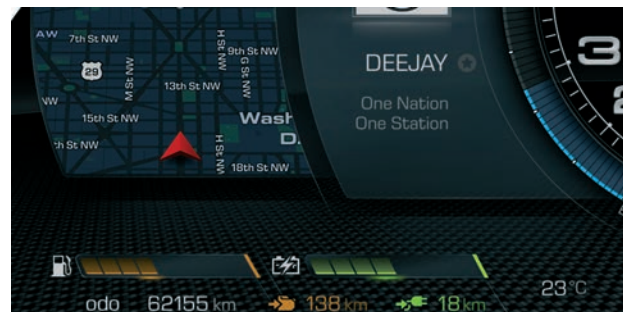 AW
7th St NW
H St NW
9th St NW
G St NW
29
M St NW
13th St NW
NW
15th St NW
Wash
D.
th St NW
H St NW
18th St NW
DEEJAY
One Nation
One Station
3
2
odo 62155 km
138 km
18 km
23°C